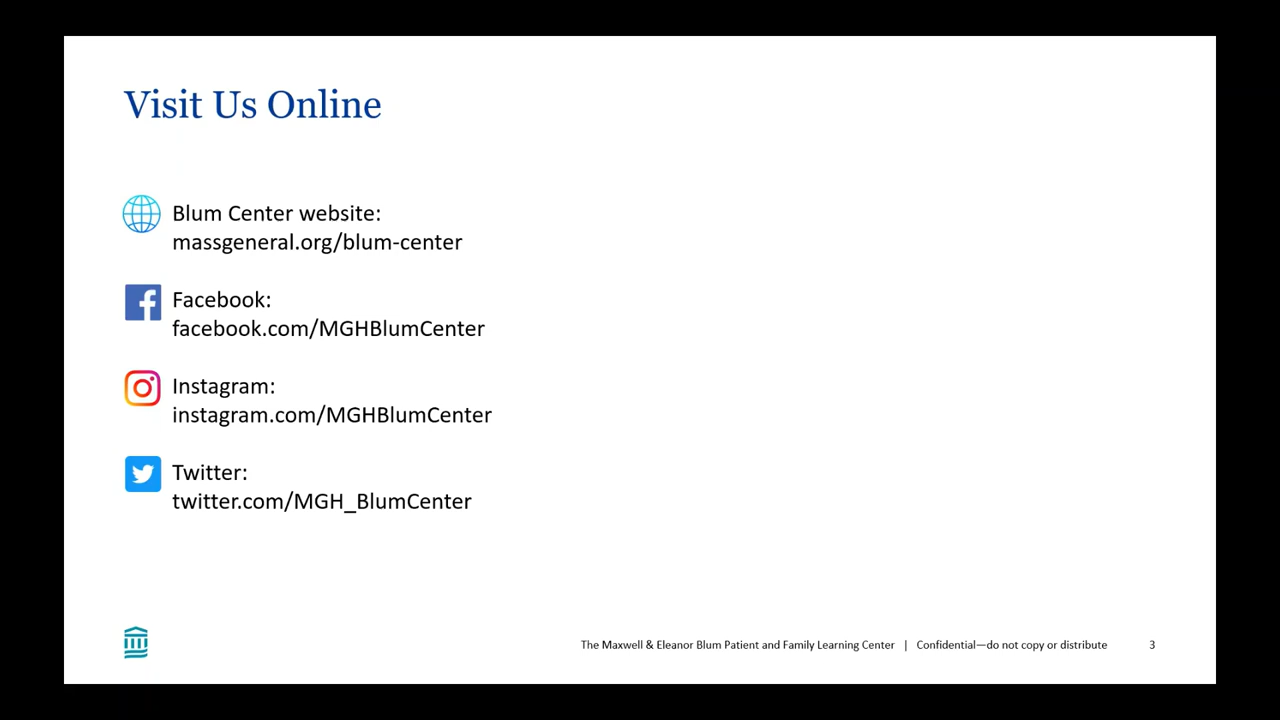 Visit Us Online
Blum Center website:
massgeneral.org/blum-center
Facebook:
facebook.com/MGHBlumCenter
Instagram:
instagram.com/MGHBlumCenter
Twitter:
twitter.com/MGH_BlumCenter
The Maxwell & Eleanor Blum Patient and Family Learning Center | Confidential—do not copy or distribute 3